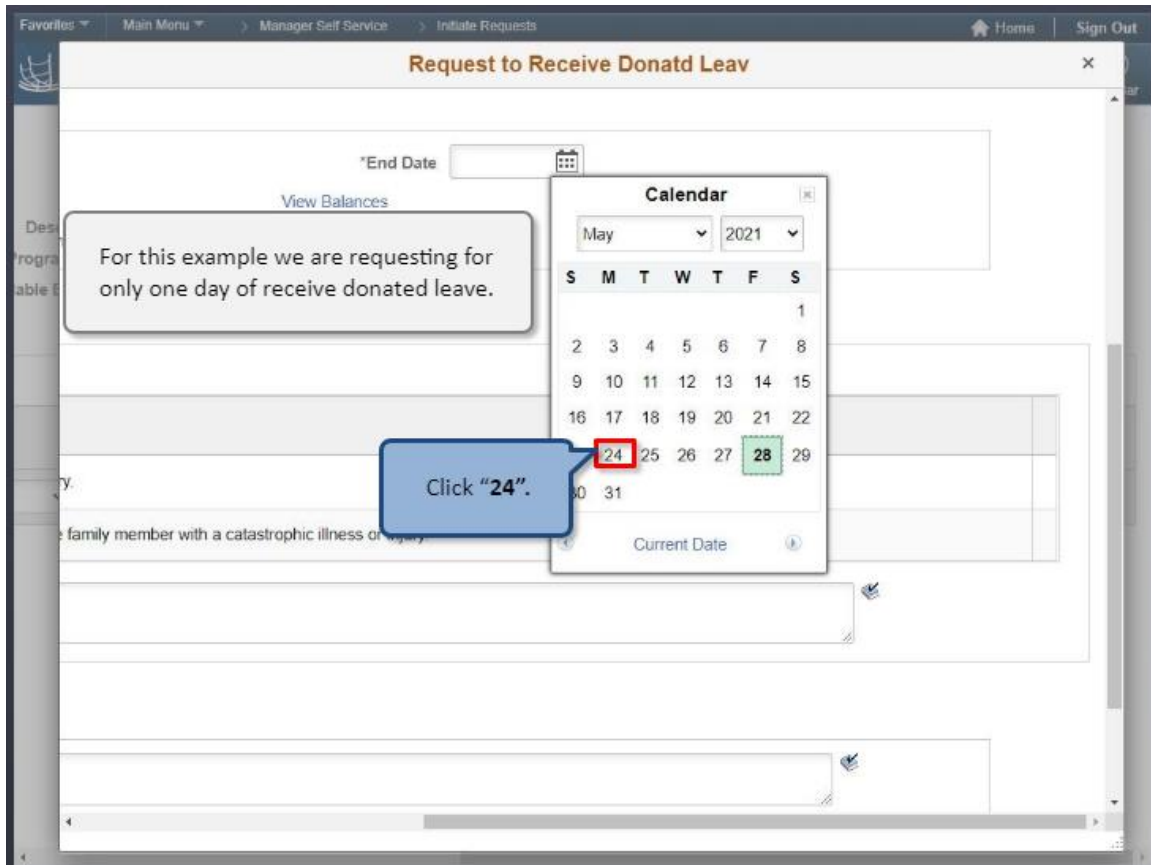 Favorites Main Menu > Manager Self Service > Initiate Requests Home Sign Out
Request to Receive Donatd Leav ×
*End Date
View Balances
For this example we are requesting for
only one day of receive donated leave.
Calendar
May 2021
S M T W T F S
1
2 3 4 5 6 7 8
9 10 11 12 13 14 15
16 17 18 19 20 21 22
24 25 26 27 28 29
30 31
Click “24”.
family member with a catastrophic illness or injury.
Current Date